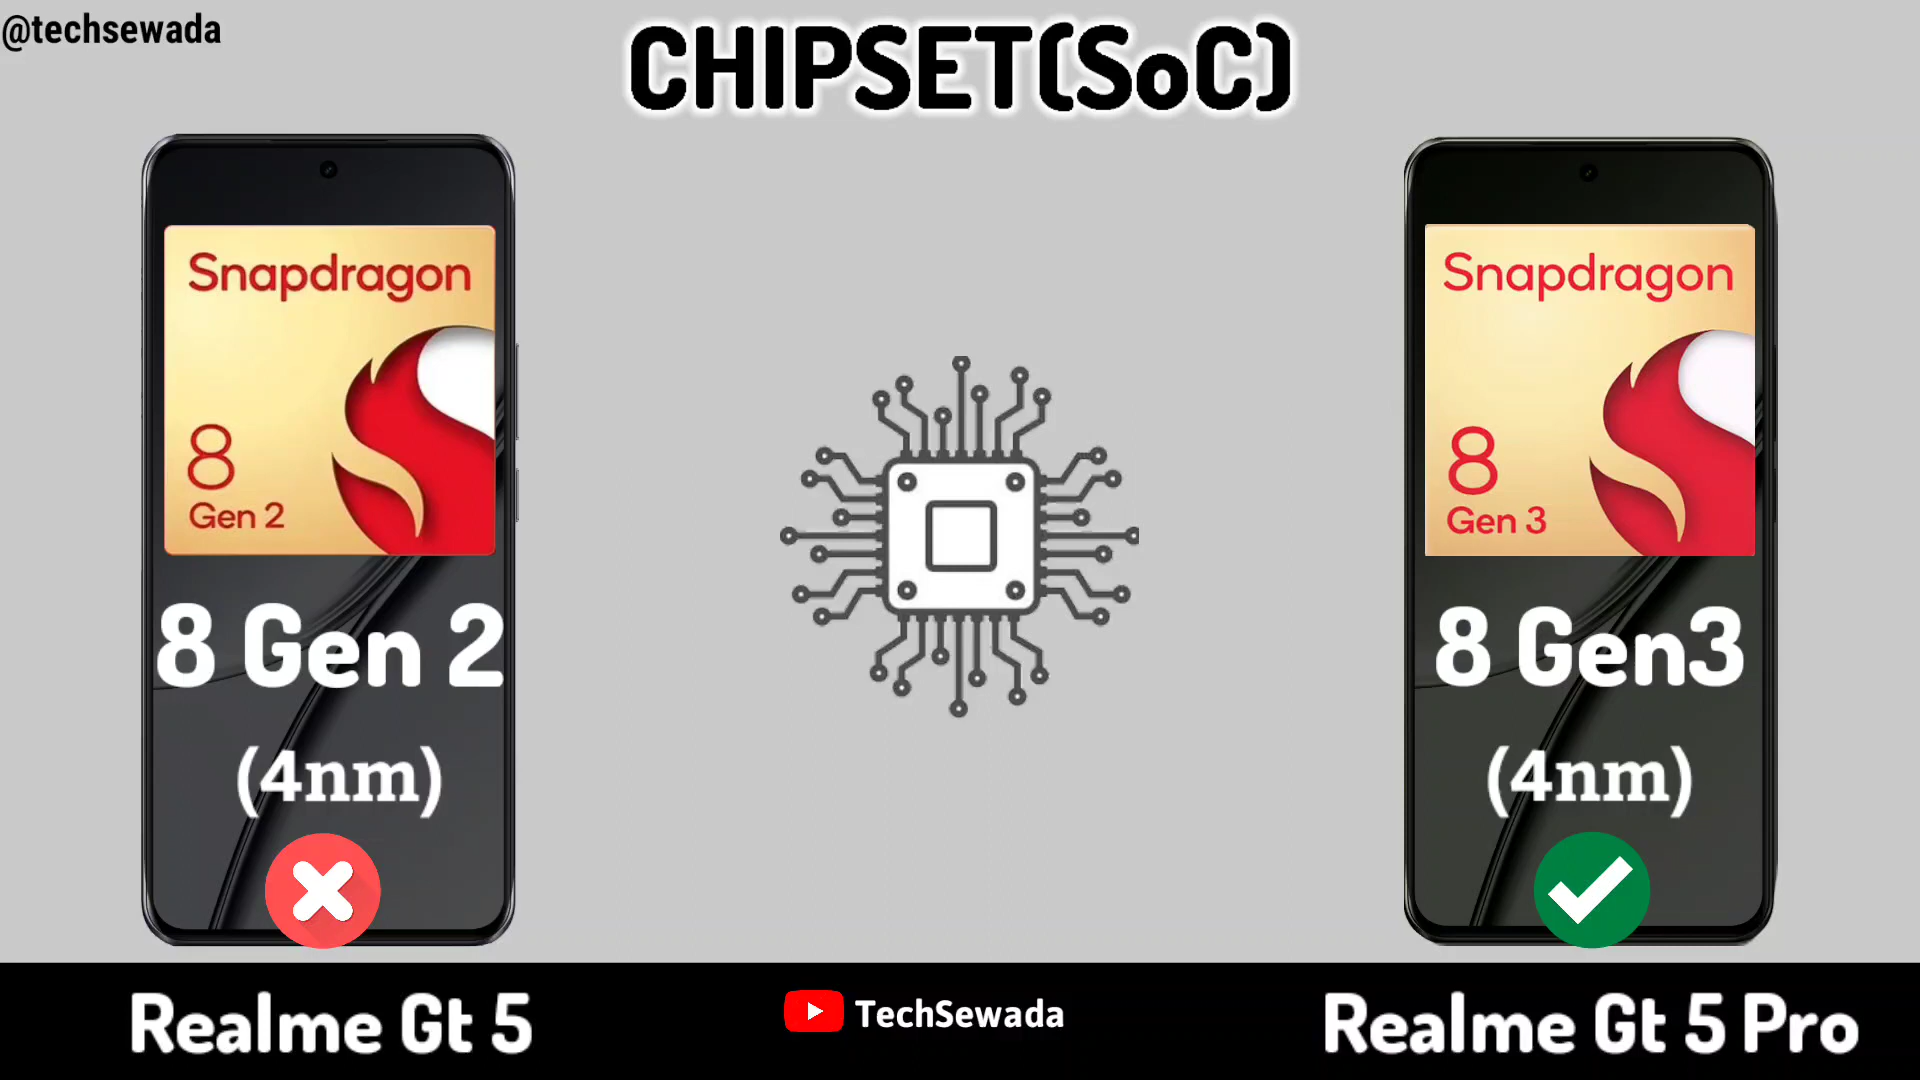 @techsewada
CHIPSET(SoC)
Snapdragon
8
Gen 2
8 Gen 2
(4nm)
Snapdragon
8
Gen 3
8 Gen3
(4nm)
Realme Gt 5
TechSewada
Realme Gt 5 Pro